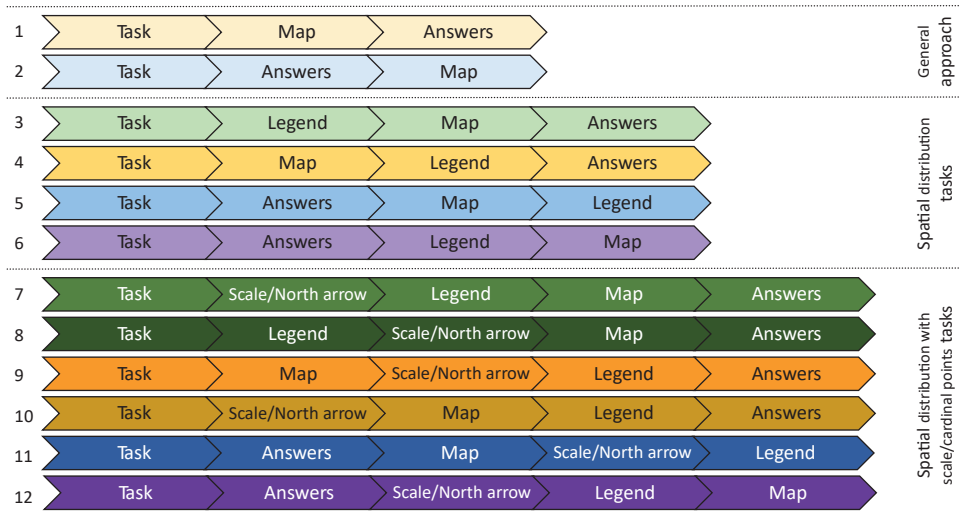 1 Task Map Answers
2 Task Answers Map
General
approach
3 Task Legend Map Answers
4 Task Map Legend Answers
5 Task Answers Map Legend
6 Task Answers Legend Map
Spatial distribution
tasks
7 Task Scale/North arrow Legend Map Answers
8 Task Legend Scale/North arrow Map Answers
9 Task Map Scale/North arrow Legend Answers
10 Task Scale/North arrow Map Legend Answers
11 Task Answers Map Scale/North arrow Legend
12 Task Answers Scale/North arrow Legend Map
Spatial distribution with
scale/cardinal points tasks